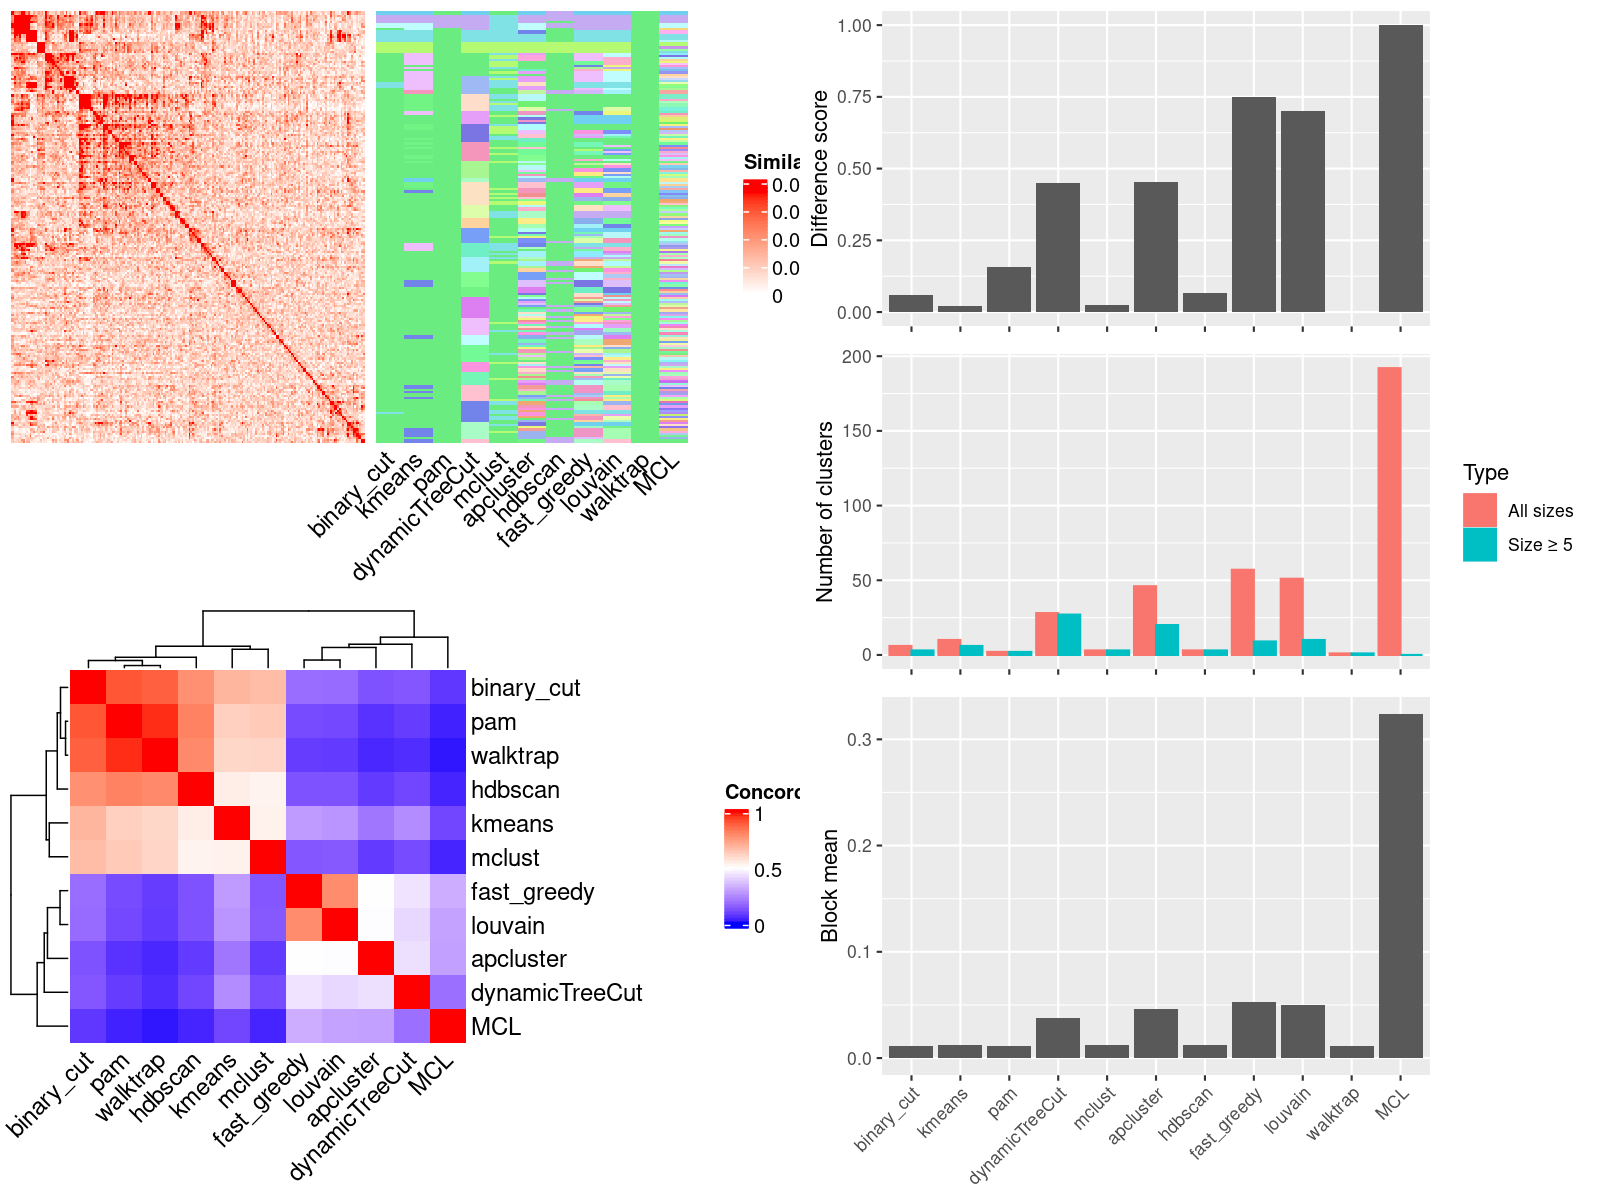 Simila
0.0
0.0
0.0
0.0
0
binary_cut
kmeans
pam
dynamicTreeCut
mclust
apcluster
hdbscan
fast_greedy
louvain
walktrap
MCL
binary_cut
pam
walktrap
hdbscan
kmeans
mclust
fast_greedy
louvain
apcluster
dynamicTreeCut
MCL
binary_cut
pam
walktrap
hdbscan
kmeans
mclust
fast_greedy
louvain
apcluster
dynamicTreeCut
MCL
Concord
1
0.5
0
Difference score
1.00
0.75
0.50
0.25
0.00
Number of clusters
200
150
100
50
0
Type
All sizes
Size ≥ 5
Block mean
0.3
0.2
0.1
0.0
binary_cut
kmeans
pam
dynamicTreeCut
mclust
apcluster
hdbscan
fast_greedy
louvain
walktrap
MCL